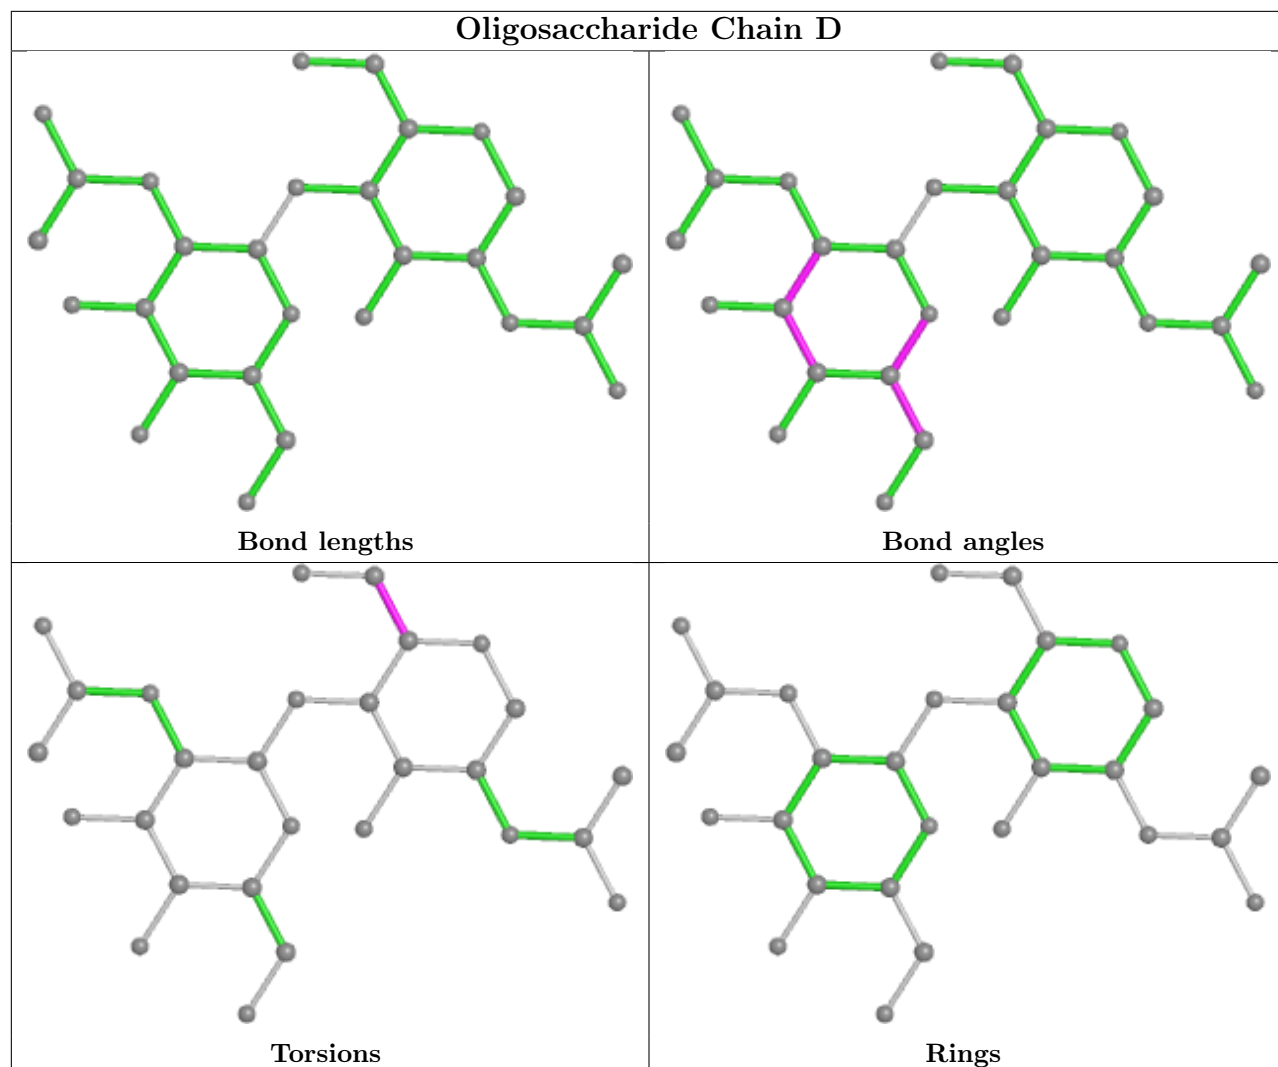 Oligosaccharide Chain D
Bond lengths
Bond angles
Torsions
Rings